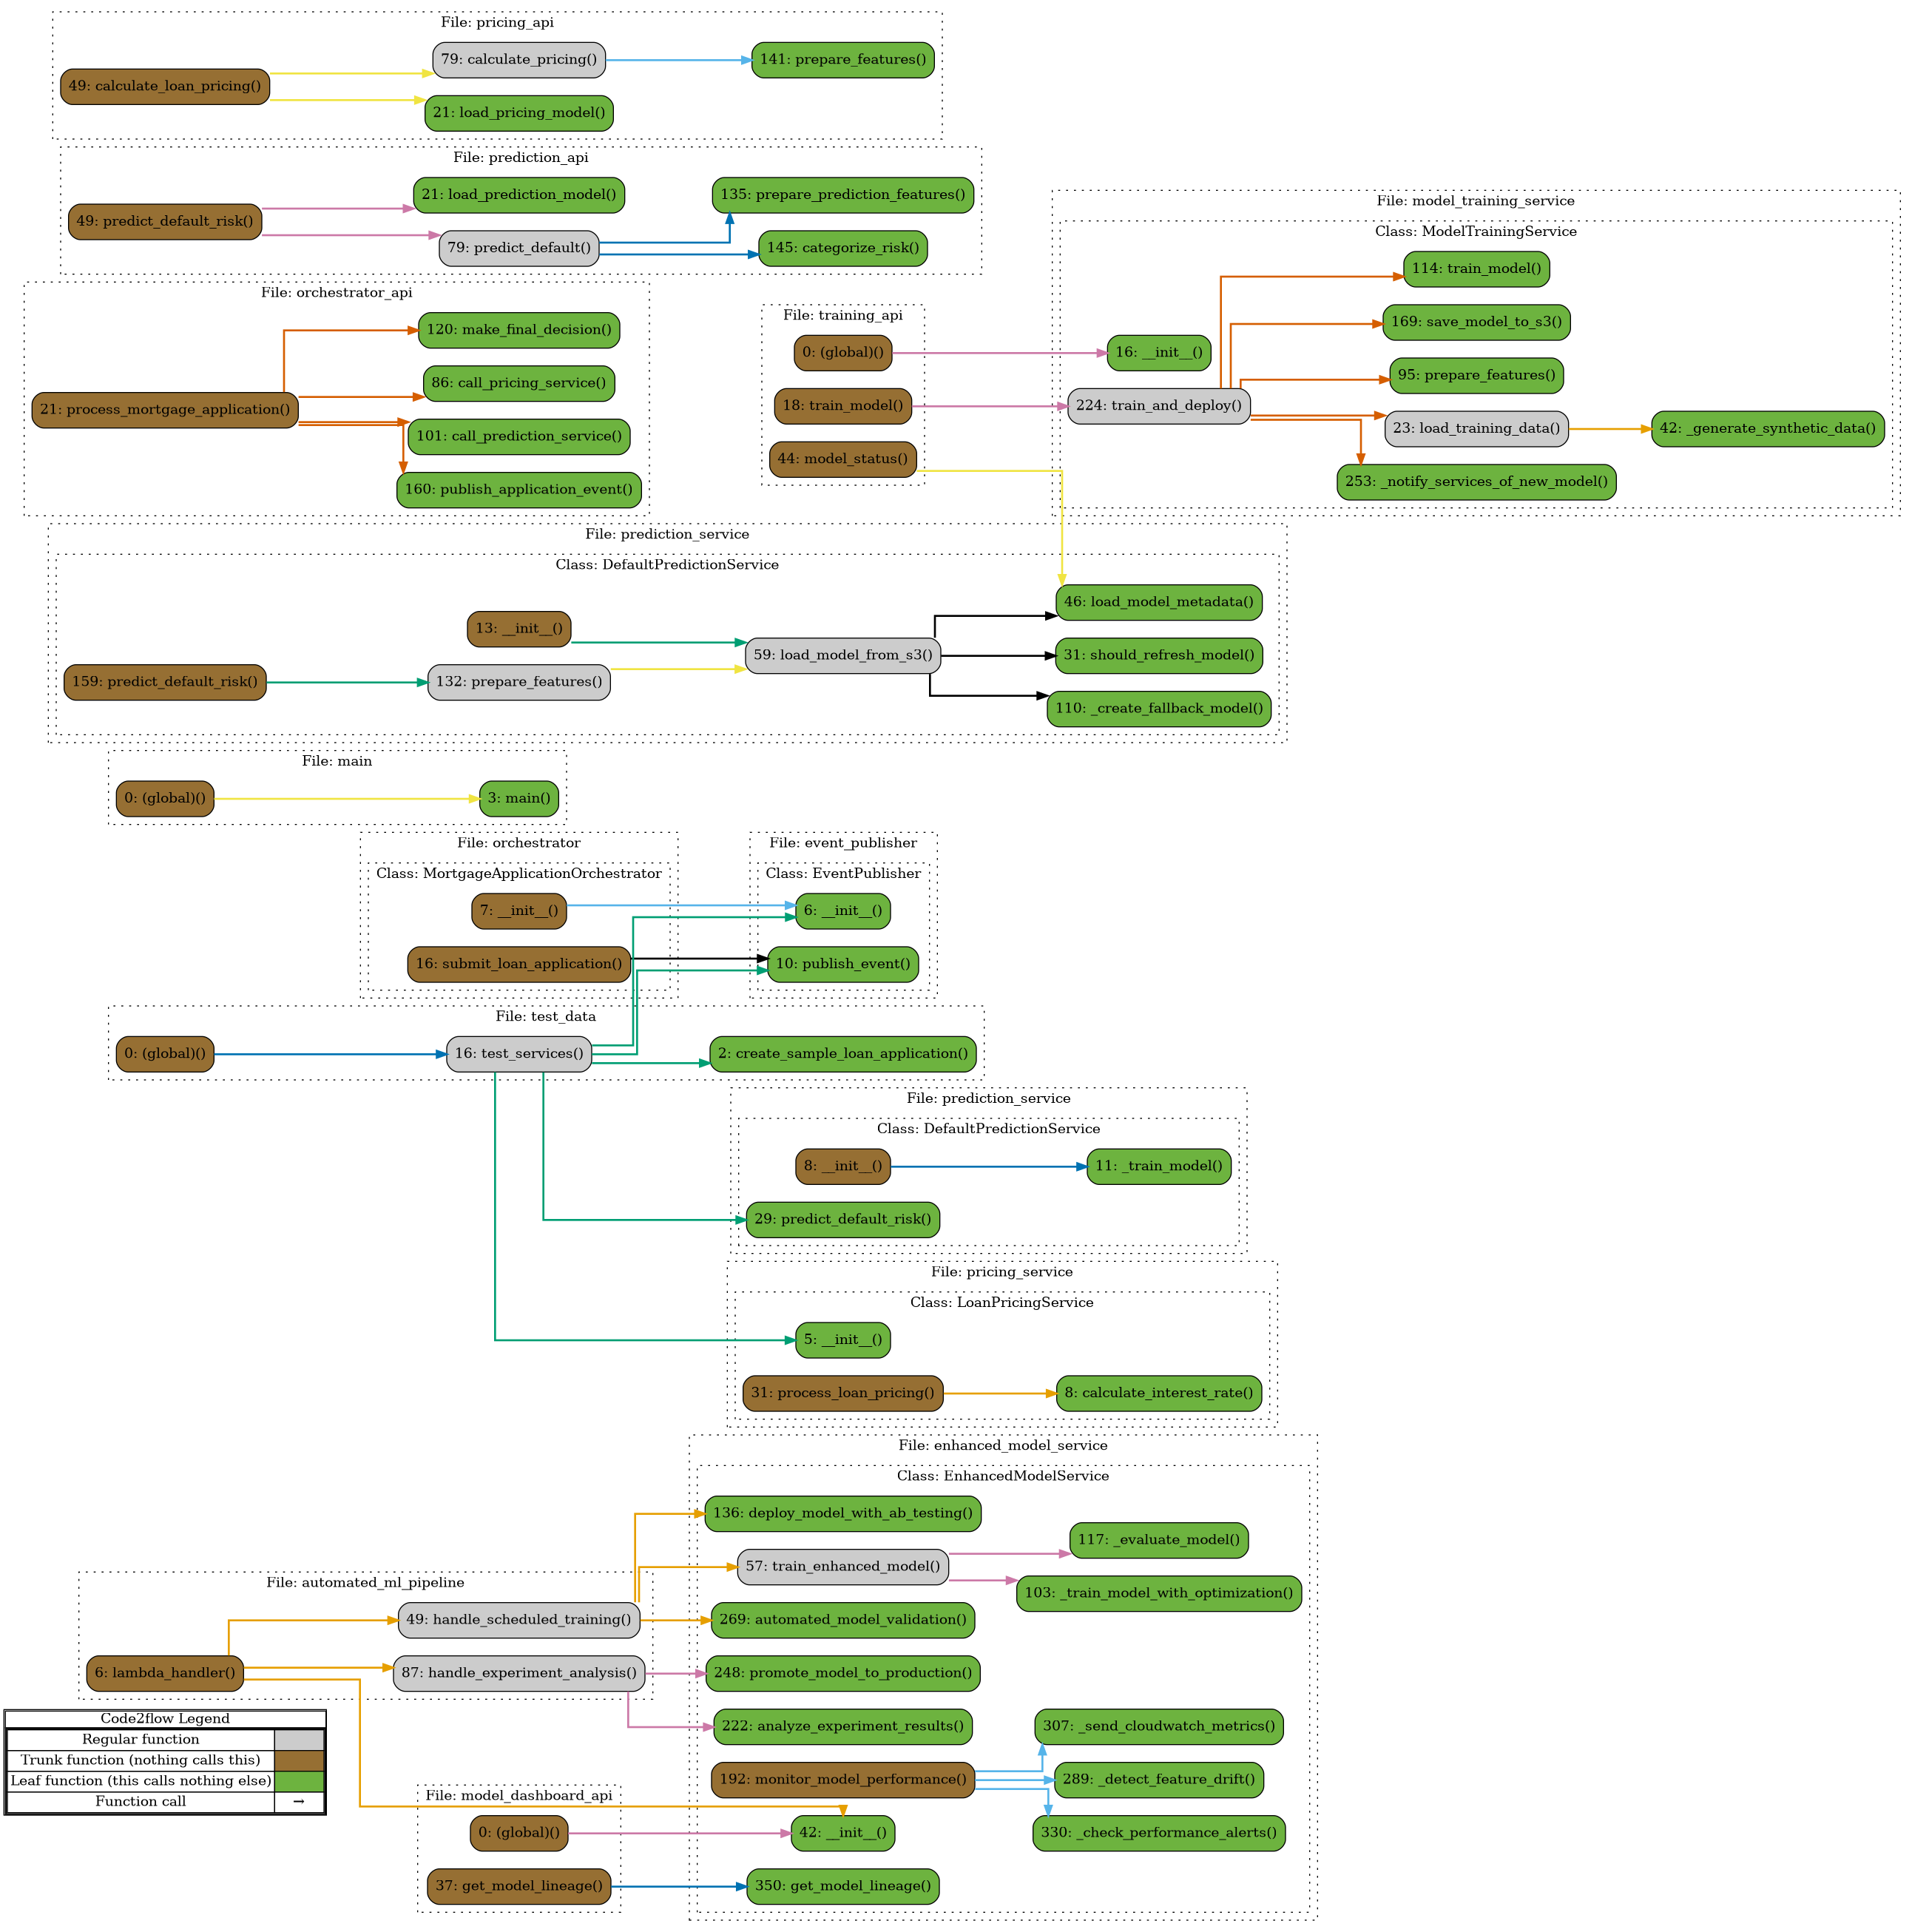 File: pricing_api
49: calculate_loan_pricing()
79: calculate_pricing()
141: prepare_features()
21: load_pricing_model()
File: prediction_api
49: predict_default_risk()
21: load_prediction_model()
135: prepare_prediction_features()
79: predict_default()
145: categorize_risk()
File: orchestrator_api
21: process_mortgage_application()
120: make_final_decision()
86: call_pricing_service()
101: call_prediction_service()
160: publish_application_event()
File: training_api
0: (global)()
18: train_model()
44: model_status()
File: model_training_service
Class: ModelTrainingService
114: train_model()
169: save_model_to_s3()
16: __init__()
95: prepare_features()
224: train_and_deploy()
23: load_training_data()
42: _generate_synthetic_data()
253: _notify_services_of_new_model()
File: prediction_service
Class: DefaultPredictionService
46: load_model_metadata()
13: __init__()
59: load_model_from_s3()
31: should_refresh_model()
159: predict_default_risk()
132: prepare_features()
110: _create_fallback_model()
File: main
0: (global)()
3: main()
File: orchestrator
Class: MortgageApplicationOrchestrator
7: __init__()
16: submit_loan_application()
File: event_publisher
Class: EventPublisher
6: __init__()
10: publish_event()
File: test_data
0: (global)()
16: test_services()
2: create_sample_loan_application()
File: prediction_service
Class: DefaultPredictionService
8: __init__()
11: _train_model()
29: predict_default_risk()
File: pricing_service
Class: LoanPricingService
5: __init__()
31: process_loan_pricing()
8: calculate_interest_rate()
File: enhanced_model_service
Class: EnhancedModelService
136: deploy_model_with_ab_testing()
117: _evaluate_model()
57: train_enhanced_model()
103: _train_model_with_optimization()
269: automated_model_validation()
248: promote_model_to_production()
222: analyze_experiment_results()
307: _send_cloudwatch_metrics()
192: monitor_model_performance()
289: _detect_feature_drift()
42: __init__()
330: _check_performance_alerts()
350: get_model_lineage()
File: automated_ml_pipeline
49: handle_scheduled_training()
6: lambda_handler()
87: handle_experiment_analysis()
File: model_dashboard_api
0: (global)()
37: get_model_lineage()
Code2flow Legend
Regular function
Trunk function (nothing calls this)
Leaf function (this calls nothing else)
Function call →